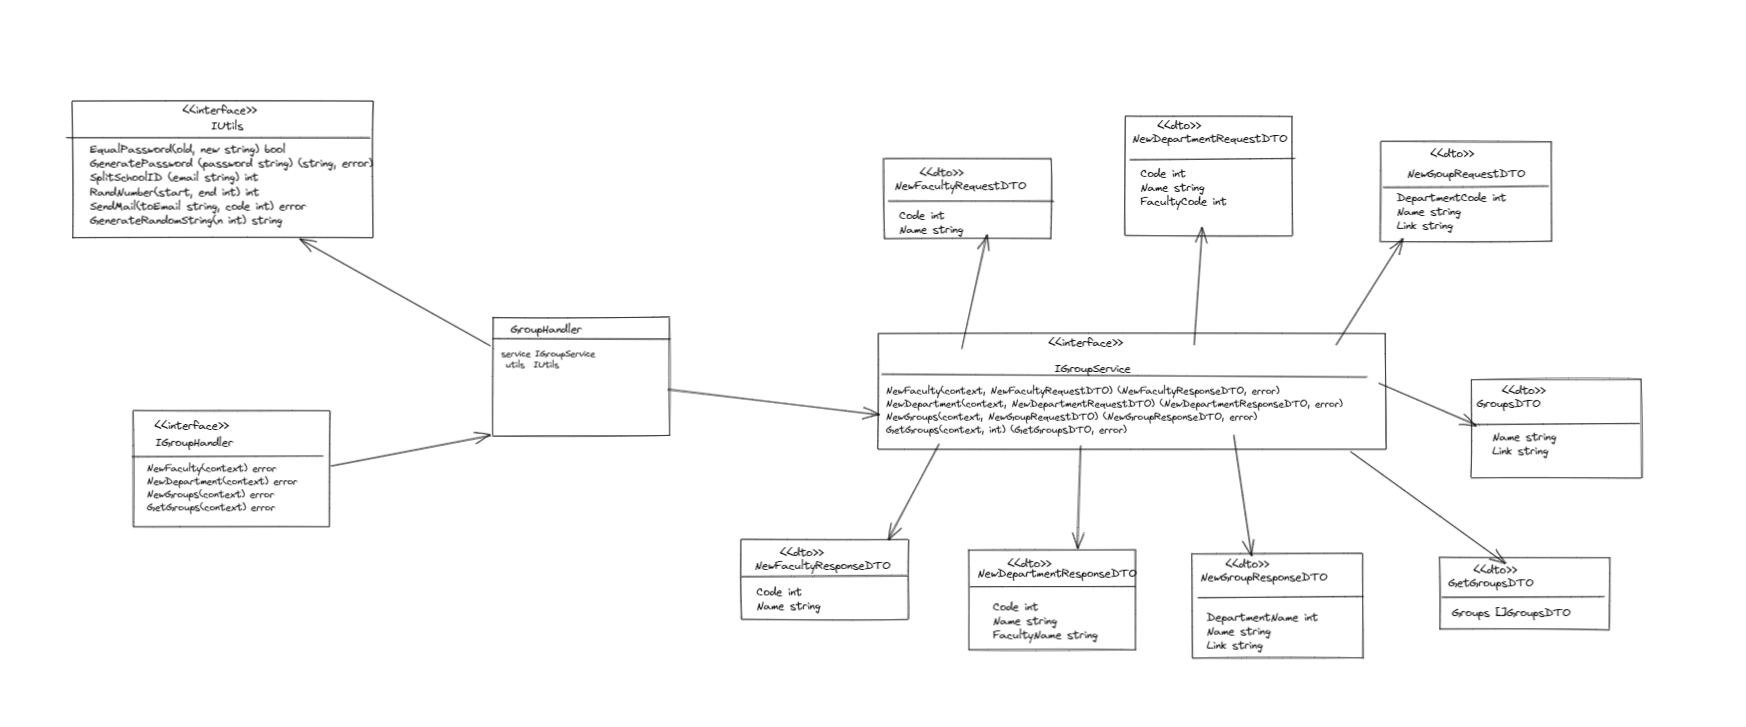 <<interface>>
IUtils
EqualPassword(old, new string) bool
GeneratePassword (password string) (string, error)
SplitSchoolID (email string) int
RandNumber(start, end int) int
SendMail(toEmail string, code int) error
GenerateRandomString(n int) string
<<dto>>
NewFacultyRequestDTO
Code int
Name string
<<dto>>
NewDepartmentRequestDTO
Code int
Name string
FacultyCode int
<<dto>>
NewGroupRequestDTO
DepartmentCode int
Name string
Link string
GroupHandler
service IGroupService
utils IUtils
<<interface>>
IGroupService
NewFaculty(context, NewFacultyRequestDTO) (NewFacultyResponseDTO, error)
NewDepartment(context, NewDepartmentRequestDTO) (NewDepartmentResponseDTO, error)
NewGroups(context, NewGoupRequestDTO) (NewGroupResponseDTO, error)
GetGroups(context, int) (GetGroupsDTO, error)
<<dto>>
GroupsDTO
Name string
Link string
<<interface>>
IGroupHandler
NewFaculty(context) error
NewDepartment(context) error
NewGroups(context) error
GetGroups(context) error
<<dto>>
NewFacultyResponseDTO
Code int
Name string
<<dto>>
NewDepartmentResponseDTO
Code int
Name string
FacultyName string
<<dto>>
NewGroupResponseDTO
DepartmentName int
Name string
Link string
<<dto>>
GetGroupsDTO
Groups []GroupsDTO